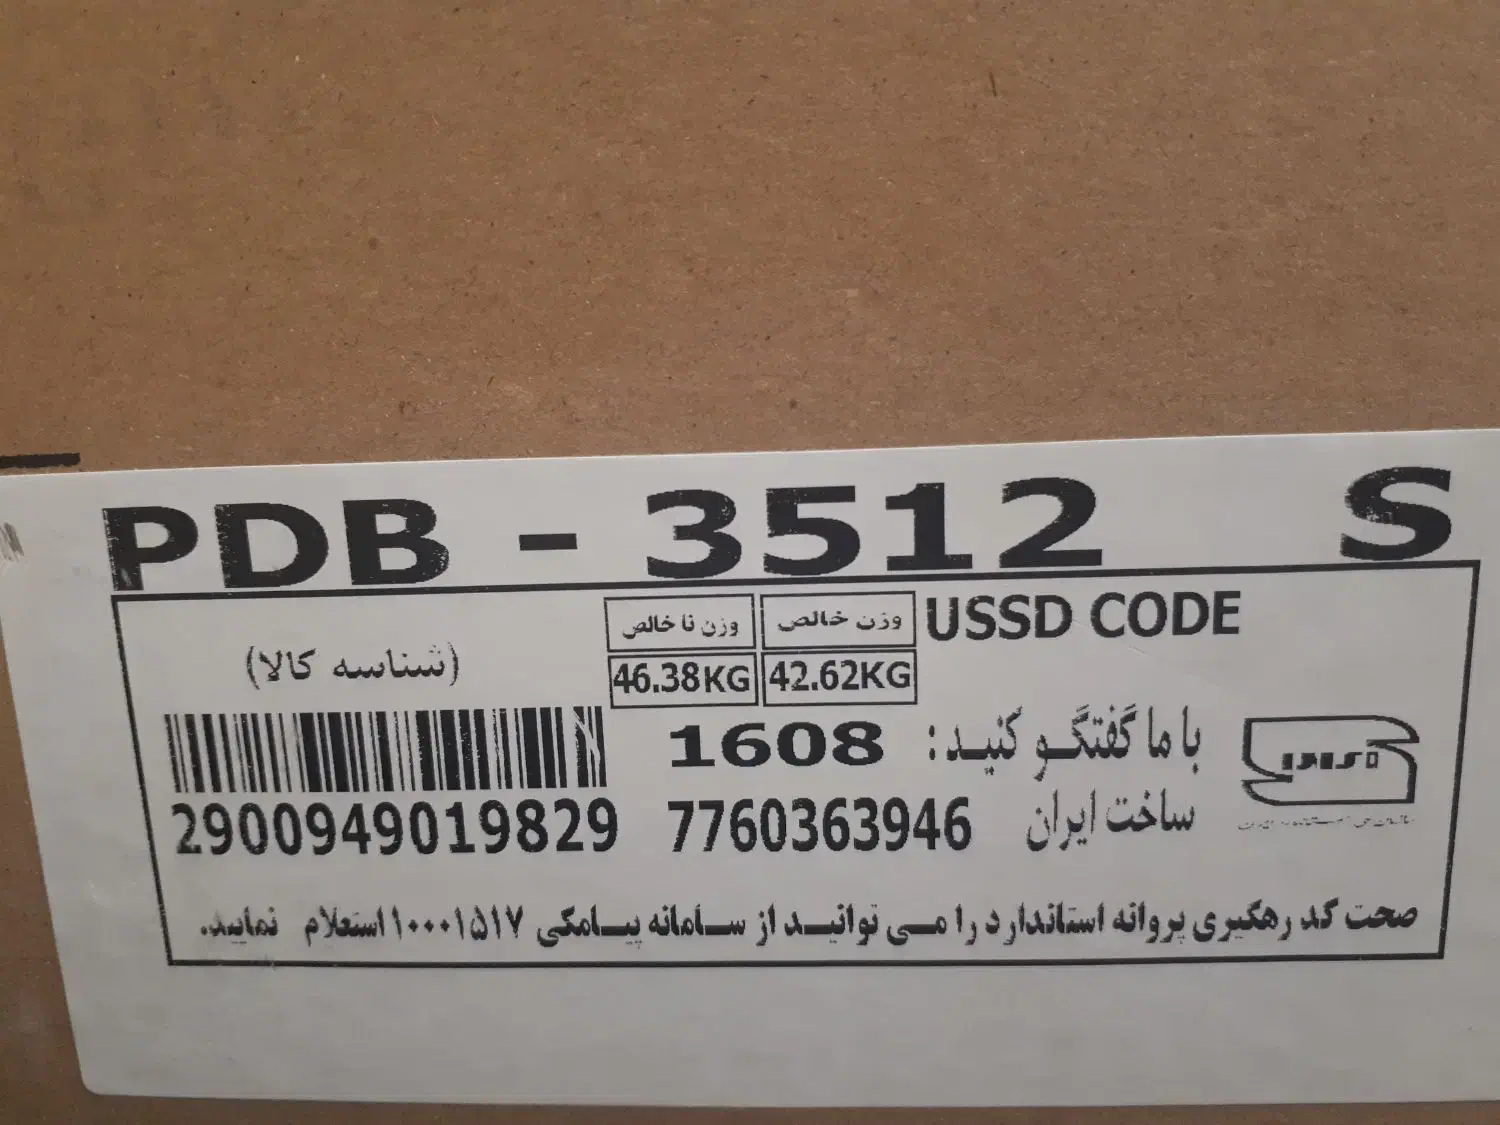 PDB - 3512 S
وزن نا خالص
وزن خالص
USSD CODE
(شناسه کالا)
46.38KG
42.62KG
با ما گفتگو کنید:
1608
2900949019829
7760363946
ساخت ایران
صحت کد رهگیری پروانه استاندارد را می توانید از سامانه پیامکی ۱۰۰۰۱۵۱۷ استعلام نمایید.